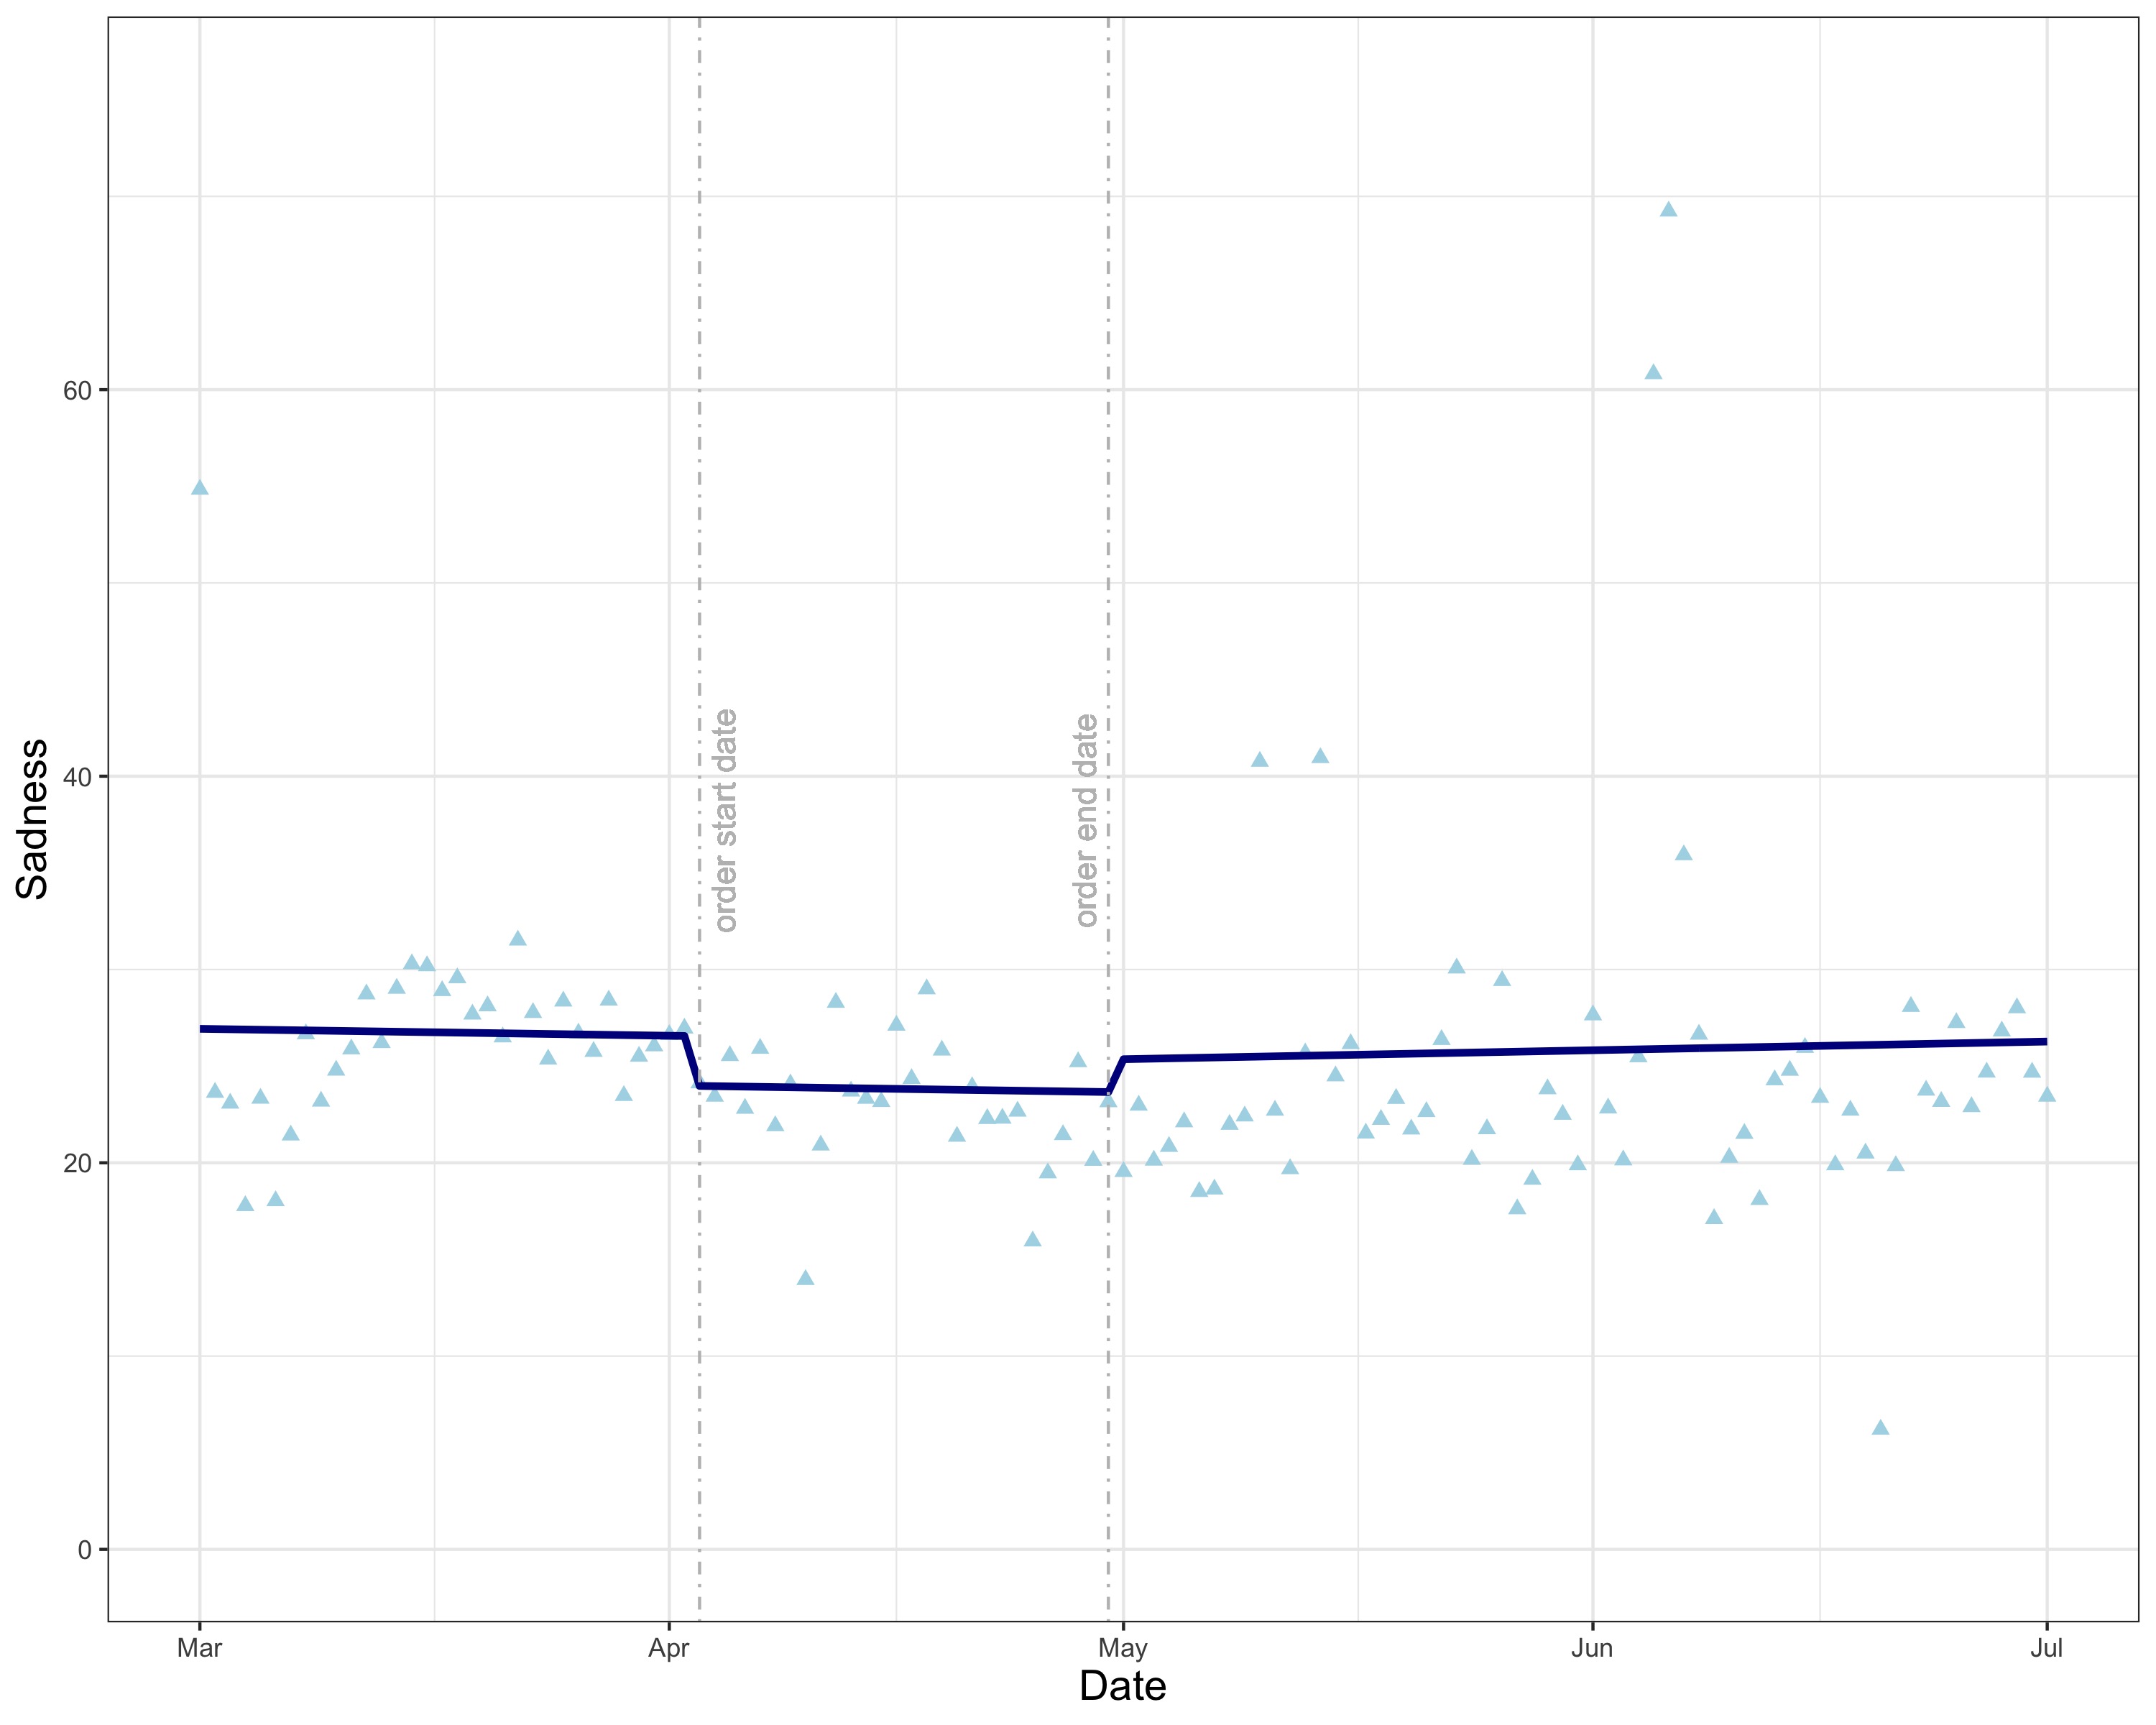 60
40
20
0
Sadness
order start date
order end date
Mar
Apr
May
Jun
Jul
Date